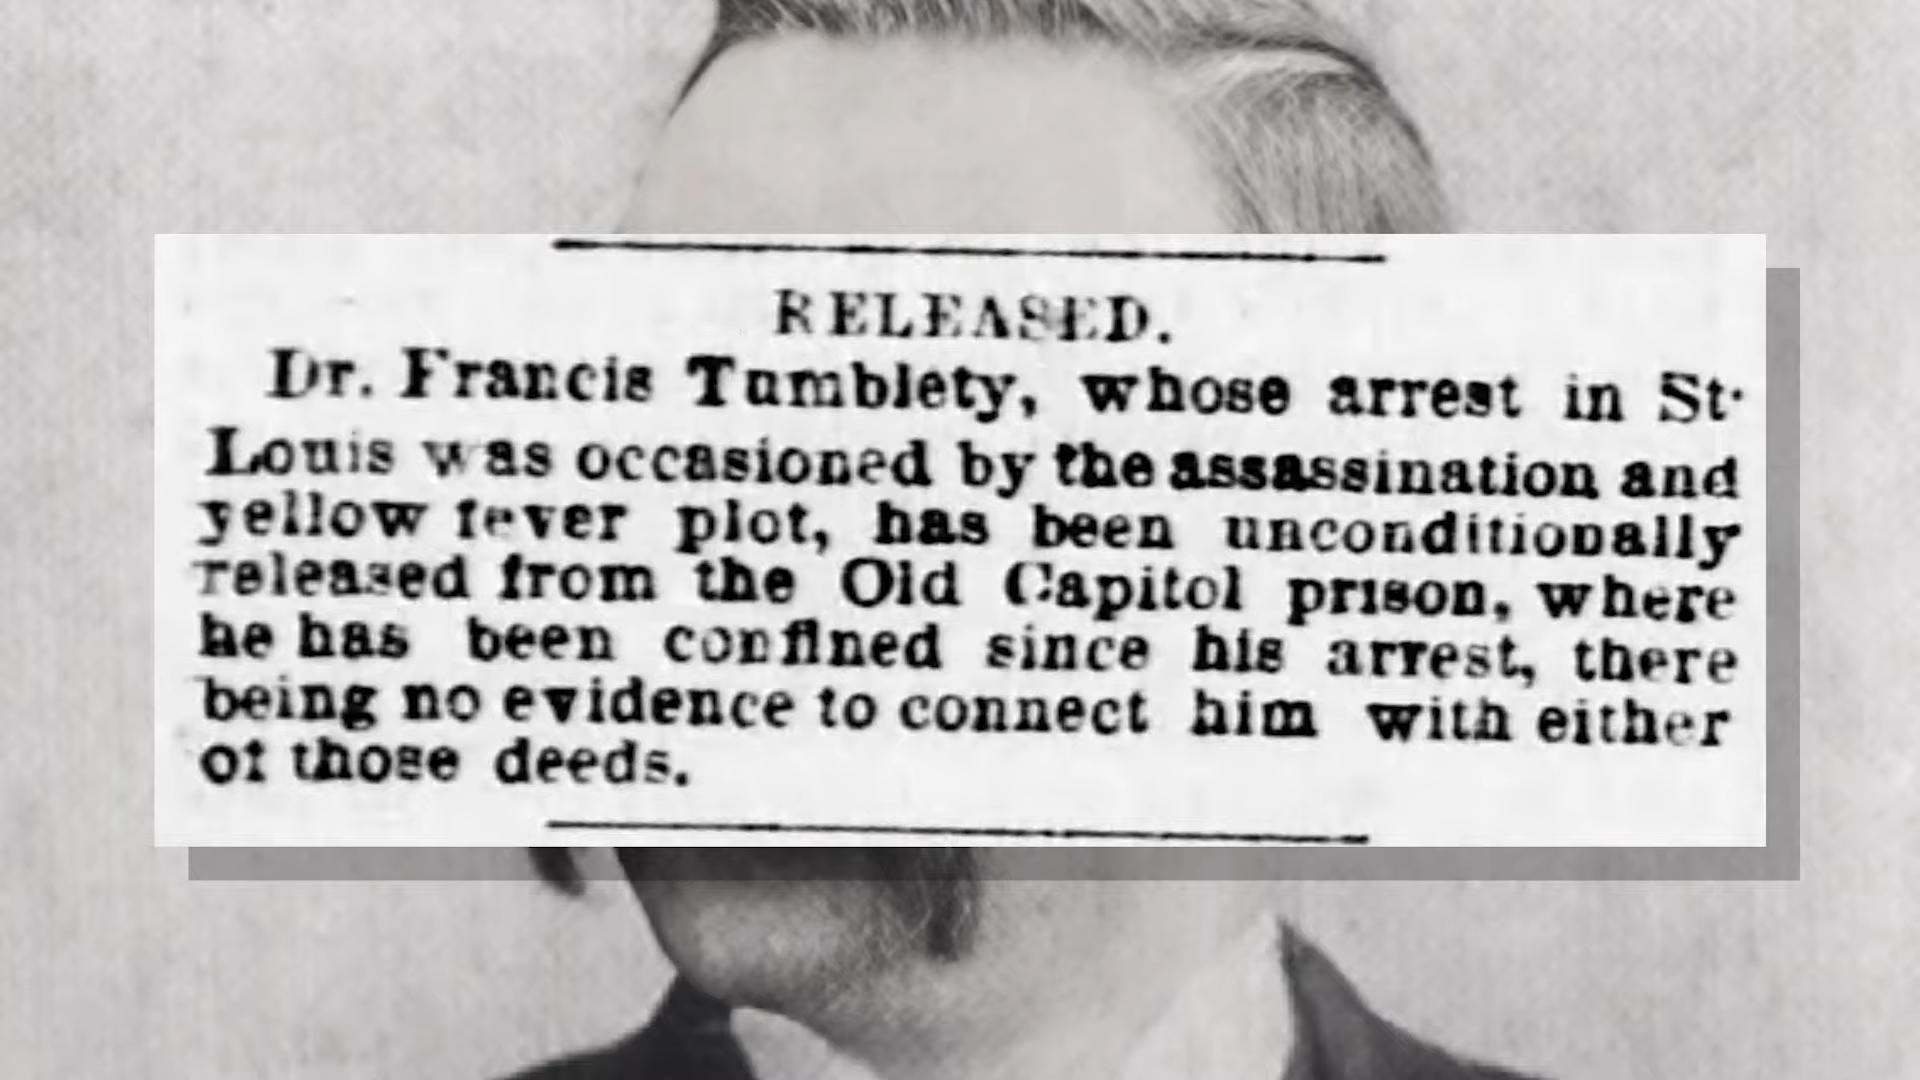 RELEASED.
Dr. Francis Tumblety, whose arrest in St.
Louis was occasioned by the assassination and
yellow fever plot, has been unconditionally
released from the Old Capitol prison, where
he has been confined since his arrest, there
being no evidence to connect him with either
of those deeds.